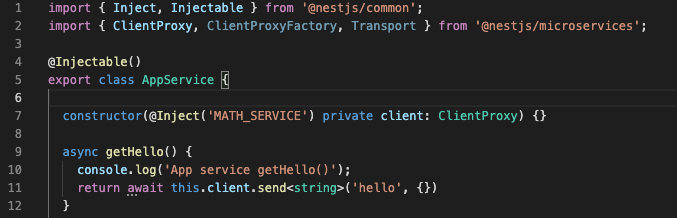 1 import { Inject, Injectable } from '@nestjs/common';
2 import { ClientProxy, ClientProxyFactory, Transport } from '@nestjs/microservices';
3
4 @Injectable()
5 export class AppService {
6
7 constructor(@Inject('MATH_SERVICE') private client: ClientProxy) {}
8
9 async getHello() {
10 console.log('App service getHello()');
11 return await this.client.send<string>('hello', {})
12 }